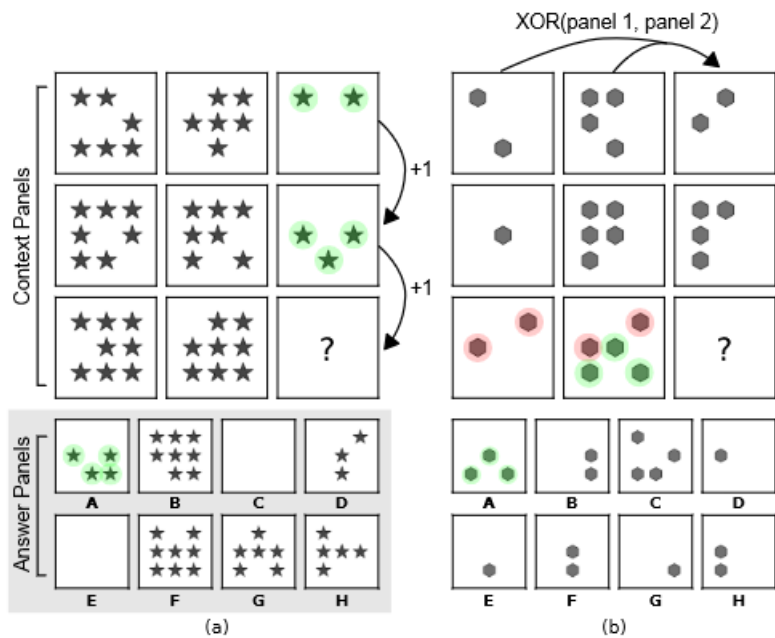 XOR(panel 1, panel 2)
Context Panels
+1
+1
?
?
Answer Panels
A B C D
E F G H
A B C D
E F G H
(a)
(b)